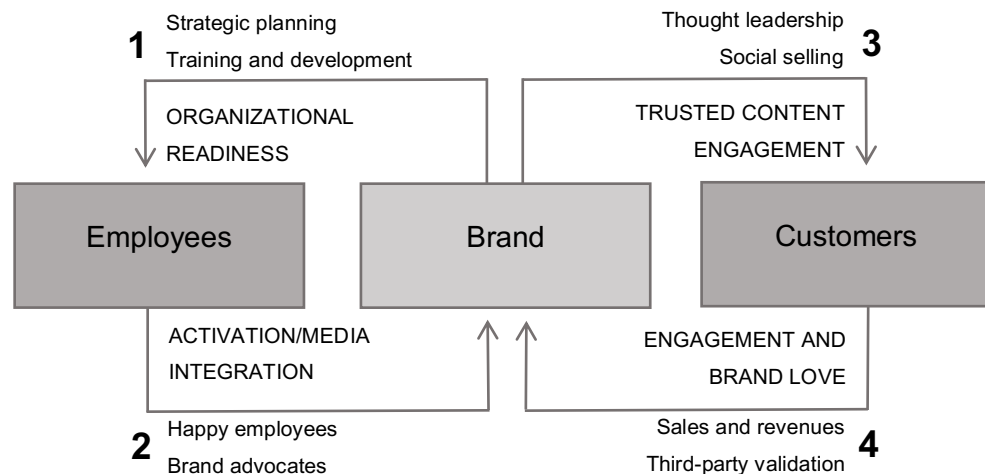 1
Strategic planning
Training and development
ORGANIZATIONAL
READINESS
Thought leadership
Social selling
3
TRUSTED CONTENT
ENGAGEMENT
Employees
Brand
Customers
ACTIVATION/MEDIA
INTEGRATION
2
Happy employees
Brand advocates
ENGAGEMENT AND
BRAND LOVE
Sales and revenues
Third-party validation
4